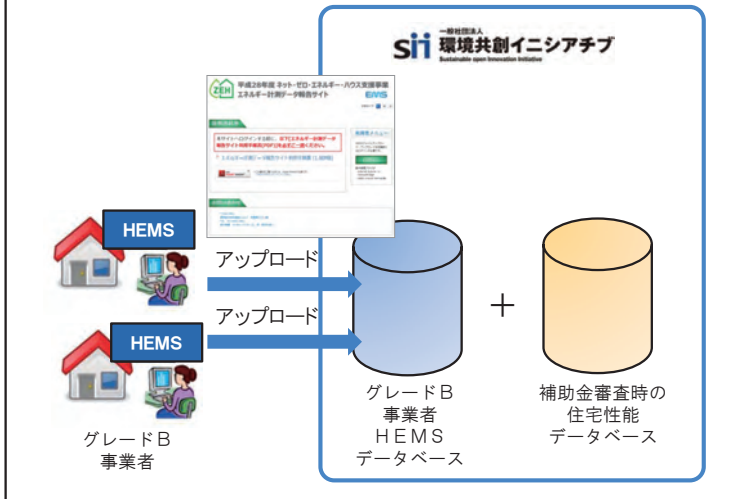 一般社団法人
sii 環境共創イニシアチブ
Sustainable open Innovation Initiative
ZEH
平成28年度 ネット・ゼロ・エネルギー・ハウス支援事業
エネルギー計測データ報告サイト
EMS
HEMS
アップロード
アップロード
HEMS
+
グレードB
事業者
グレードB
事業者
HEMS
データベース
補助金審査時の
住宅性能
データベース